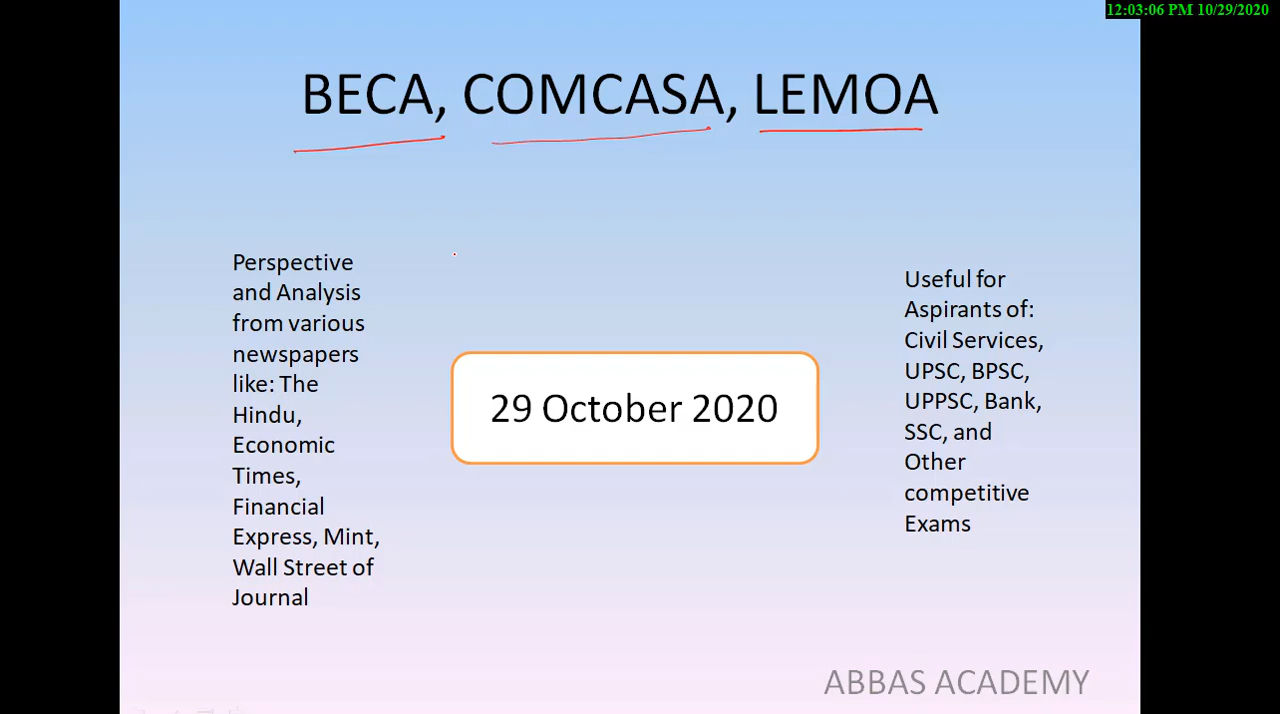 12:03:06 PM 10/29/2020
BECA, COMCASA, LEMOA
Perspective
and Analysis
from various
newspapers
like: The
Hindu,
Economic
Times,
Financial
Express, Mint,
Wall Street of
Journal
29 October 2020
Useful for
Aspirants of:
Civil Services,
UPSC, BPSC,
UPPSC, Bank,
SSC, and
Other
competitive
Exams
ABBAS ACADEMY